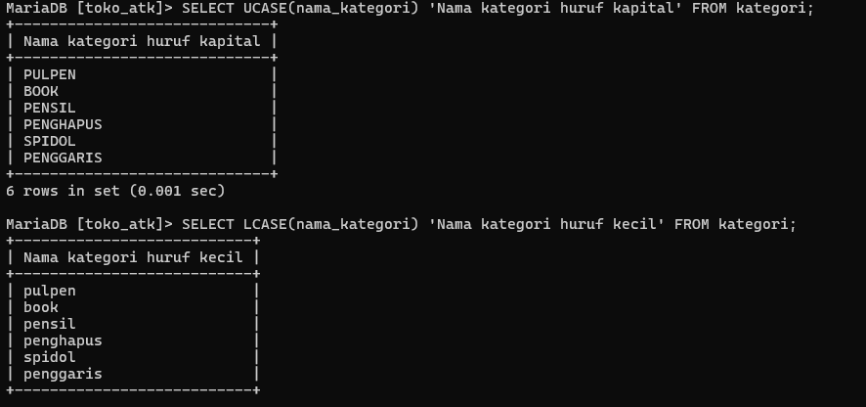 MariaDB [toko_atk]> SELECT UCASE(nama_kategori) 'Nama kategori huruf kapital' FROM kategori;
+-----------------------------+
| Nama kategori huruf kapital |
+-----------------------------+
| PULPEN                      |
| BOOK                        |
| PENSIL                      |
| PENGHAPUS                   |
| SPIDOL                      |
| PENGGARIS                   |
+-----------------------------+
6 rows in set (0.001 sec)

MariaDB [toko_atk]> SELECT LCASE(nama_kategori) 'Nama kategori huruf kecil' FROM kategori;
+---------------------------+
| Nama kategori huruf kecil |
+---------------------------+
| pulpen                    |
| book                      |
| pensil                    |
| penghapus                 |
| spidol                    |
| penggaris                 |
+---------------------------+